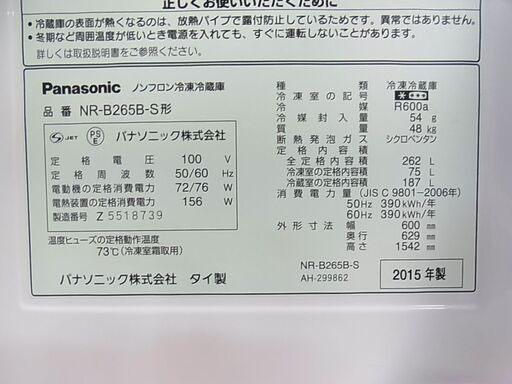 正しくお使いいただくために
•冷蔵庫の表面が熱くなるのは、放熱パイプで露付防止しているためです。異常ではありません。
•冬期など周囲温度が低いとき電源を入れても、すぐに運転しないことがあります。
詳しくは取扱説明書をご参照ください。
Panasonic ノンフロン冷凍冷蔵庫
品番 NR-B265B-S形
S JET PS E パナソニック株式会社
定格電圧 100 V
定格周波数 50/60 Hz
電動機の定格消費電力 72/76 W
電熱装置の定格消費電力 156 W
製造番号 Z 5518739
温度ヒューズの定格動作温度
73℃(冷凍室霜取用)
パナソニック株式会社 タイ製
種類 冷凍冷蔵庫
冷凍室の記号
冷媒 R600a
冷媒封入量 54 g
質量 48 kg
断熱発泡ガス シクロペンタン
定格内容積
全定格内容積 262 L
冷凍室の定格内容積 75 L
冷蔵室の定格内容積 187 L
消費電力量(JIS C 9801-2006年)
50Hz 390 kWh/年
60Hz 390 kWh/年
外形寸法 幅 600 mm
奥行 629 mm
高さ 1542 mm
NR-B265B-S
AH-299862
2015年製